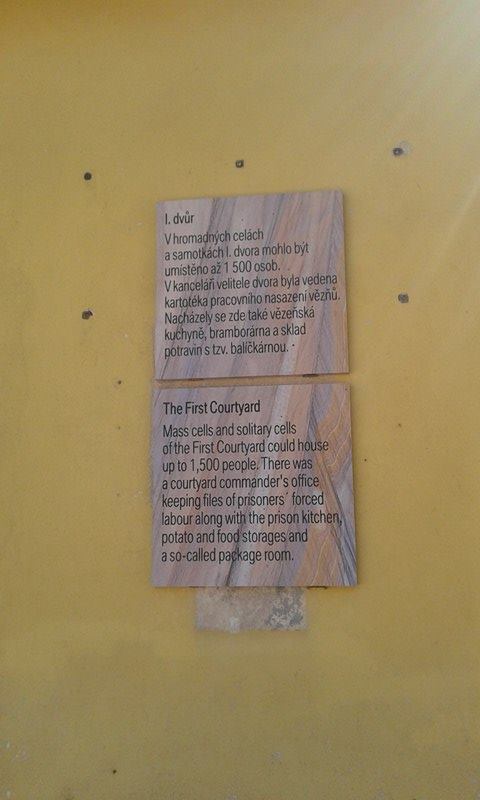 I. dvůr
V hromadných celách
a samotkách I. dvora mohlo být
umístěno až 1 500 osob.
V kanceláři velitele dvora byla vedena
kartotéka pracovního nasazení vězňů.
Nacházely se zde také vězeňská
kuchyně, bramborárna a sklad
potravin s tzv. balíčkárnou.
The First Courtyard
Mass cells and solitary cells
of the First Courtyard could house
up to 1,500 people. There was
a courtyard commander's office
keeping files of prisoners´ forced
labour along with the prison kitchen,
potato and food storages and
a so-called package room.